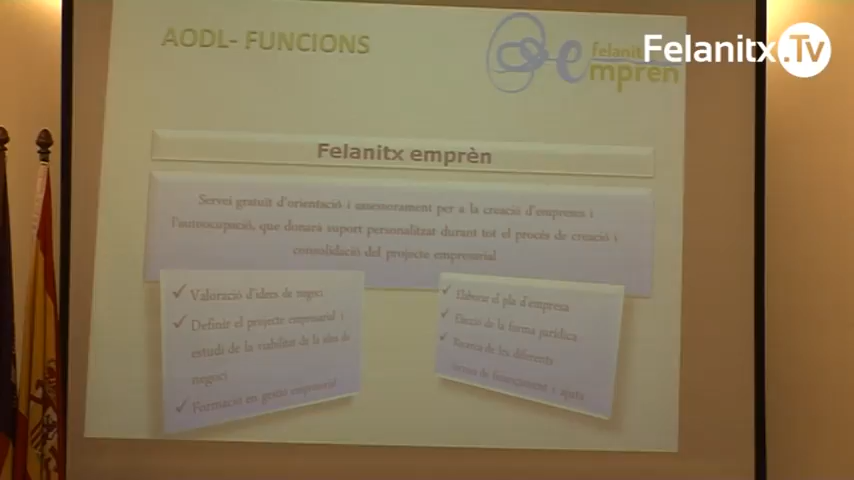 AODL- FUNCIONS
felanit
emprèn
Felanitx.Tv
Felanitx emprèn
Servei gratuït d'orientació i assessorament per a la creació d'empreses i
l'autoocupació, que donarà suport personalitzat durant tot el procés de creació i
consolidació del projecte empresarial
✓ Valoració d'idees de negoci
✓ Definir el projecte empresarial i
estudi de la viabilitat de la idea de
negoci
✓ Formació en gestió empresarial
✓ Elaborar el pla d'empresa
✓ Elecció de la forma jurídica
✓ Recerca de les diferents
de finançament i ajuts